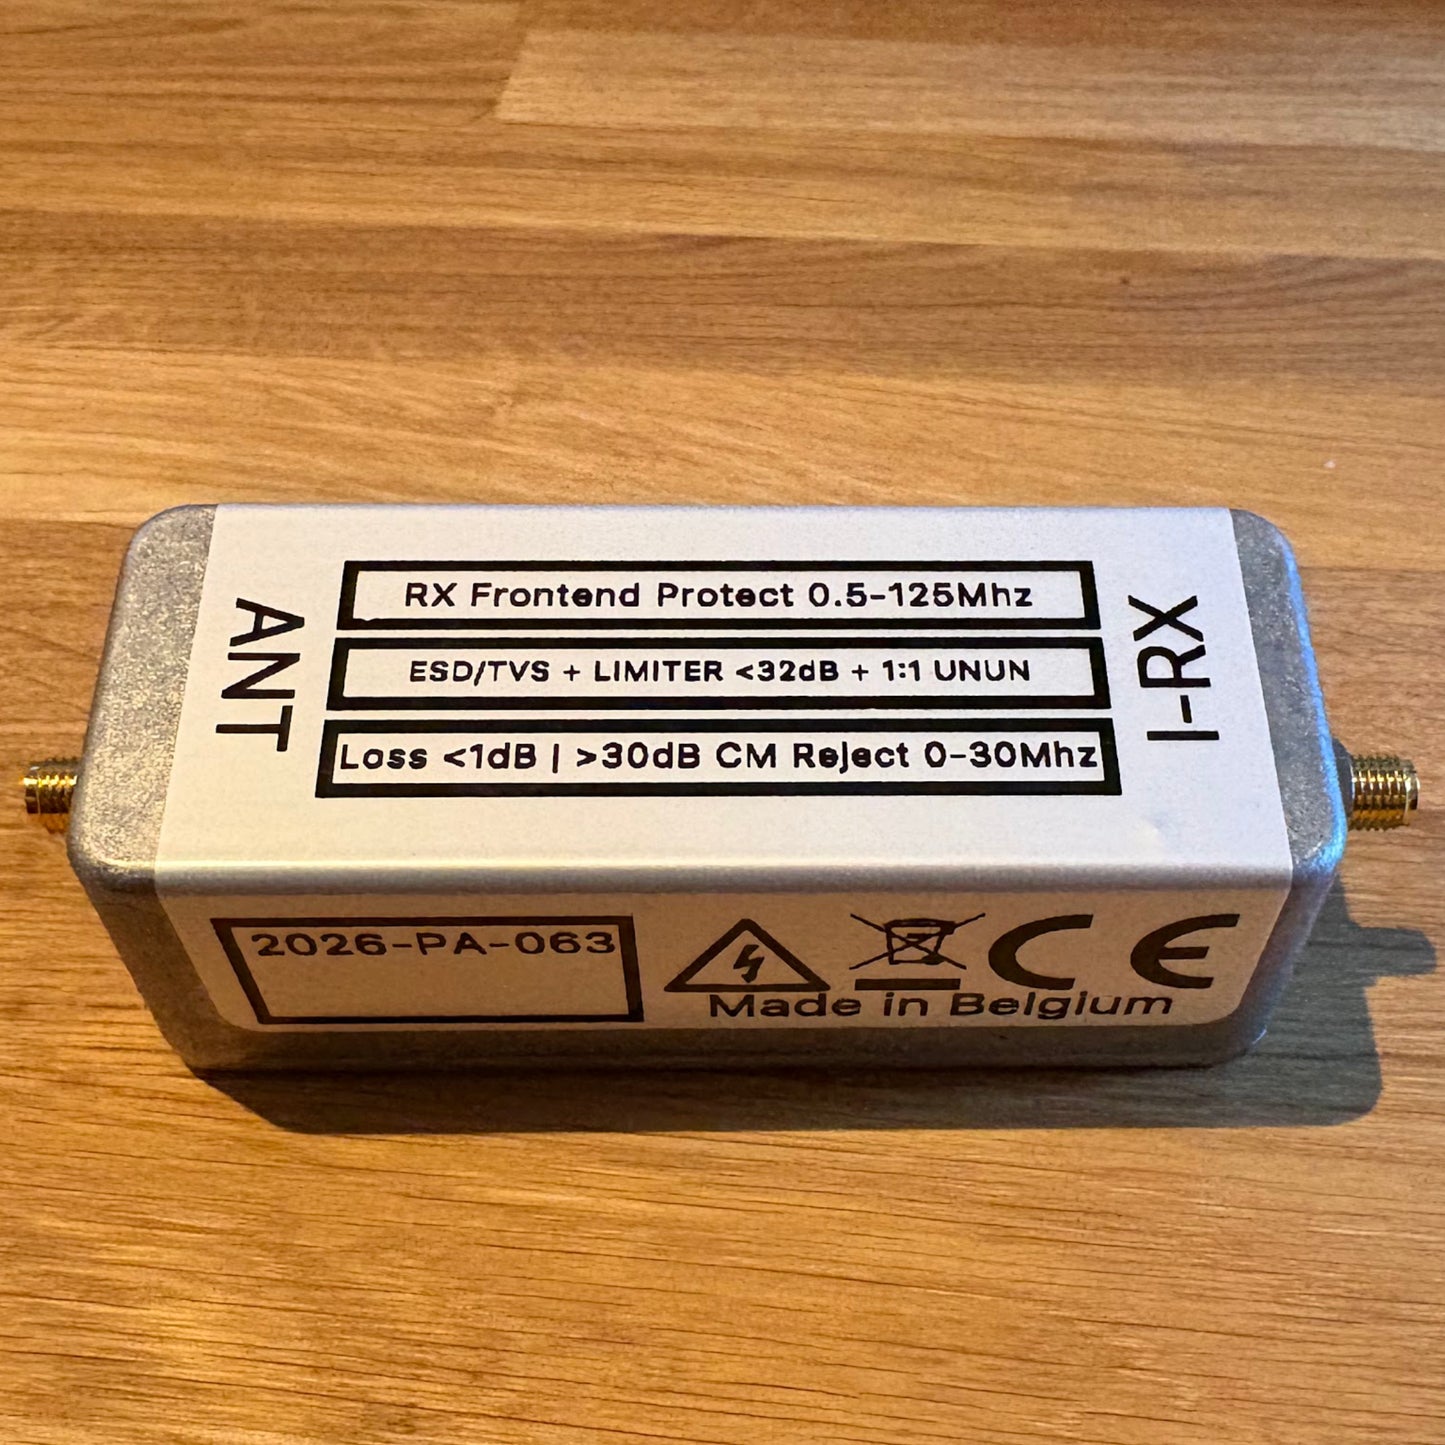 ANT
RX Frontend Protect 0.5-125Mhz
ESD/TVS + LIMITER <32dB + 1:1 UNUN
Loss <1dB | >30dB CM Reject 0-30Mhz
I-RX
2026-PA-063
CE
Made in Belgium